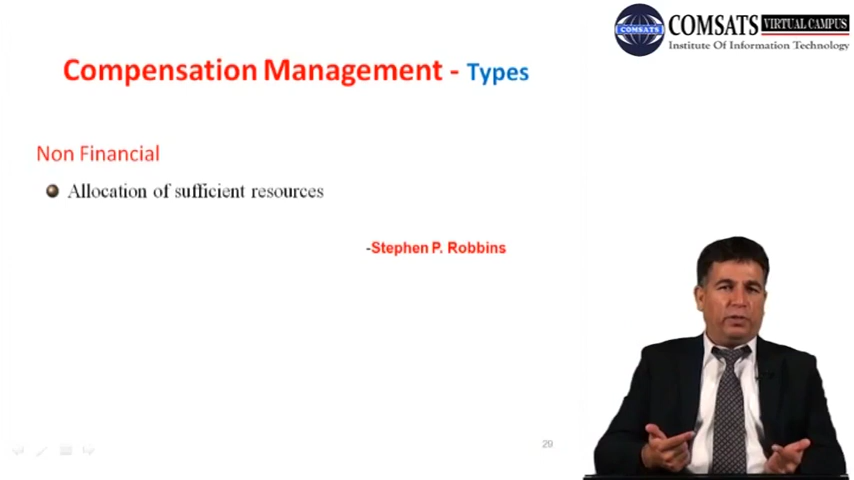 COMSATS
COMSATS VIRTUAL CAMPUS
Institute Of Information Technology
Compensation Management - Types
Non Financial
Allocation of sufficient resources
-Stephen P. Robbins
29